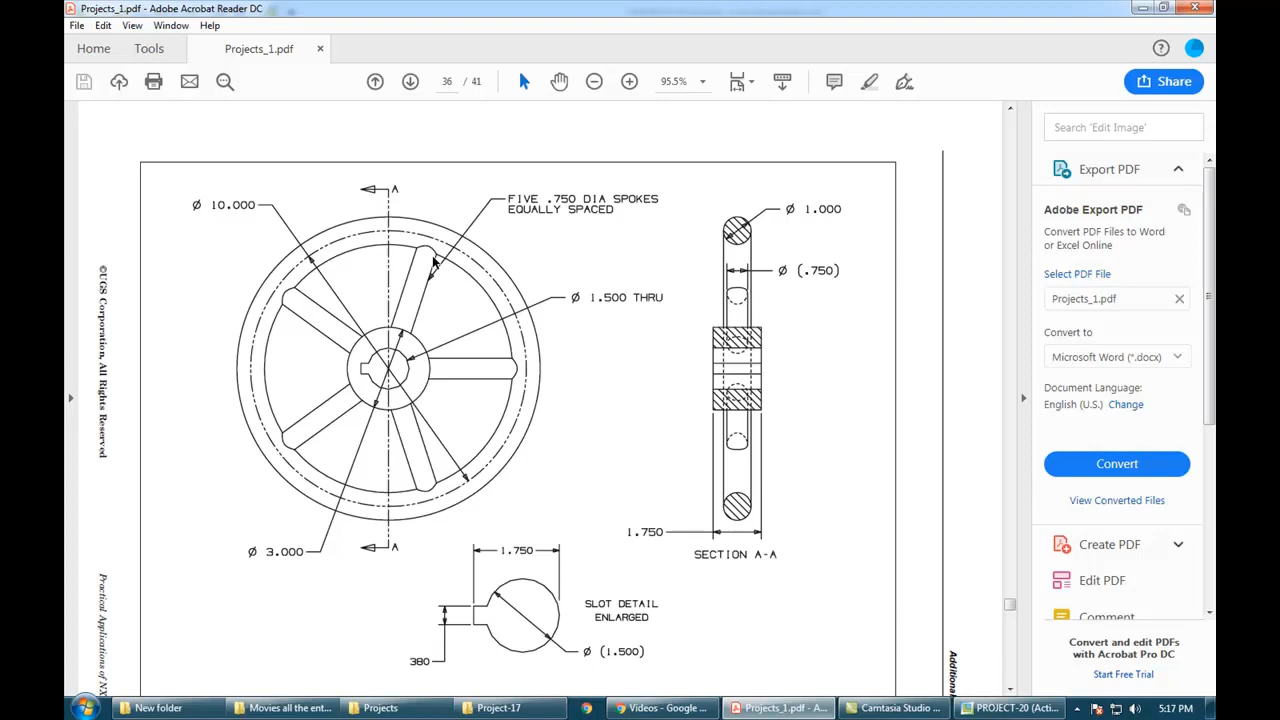 Projects_1.pdf - Adobe Acrobat Reader DC
File Edit View Window Help
Home Tools Projects_1.pdf ×
36 / 41 95.5% Share
Search 'Edit Image'
Export PDF
Adobe Export PDF
Convert PDF Files to Word
or Excel Online
Select PDF File
Projects_1.pdf
Convert to
Microsoft Word (*.docx)
Document Language:
English (U.S.) Change
Convert
View Converted Files
Create PDF
Edit PDF
Comment
Convert and edit PDFs
with Acrobat Pro DC
Start Free Trial
A
Ø 10.000
FIVE .750 DIA SPOKES
EQUALLY SPACED
Ø 1.000
Ø (.750)
Ø 1.500 THRU
1.750
A
Ø 3.000
1.750
SECTION A-A
SLOT DETAIL
ENLARGED
Ø (1.500)
380
©UGS Corporation, All Rights Reserved
Practical Applications of NX
Additional
New folder Movies all the ent... Projects Project-17 Videos - Google ... Projects_1.pdf - A... Camtasia Studio ... PROJECT-20 (Acti... 5:17 PM